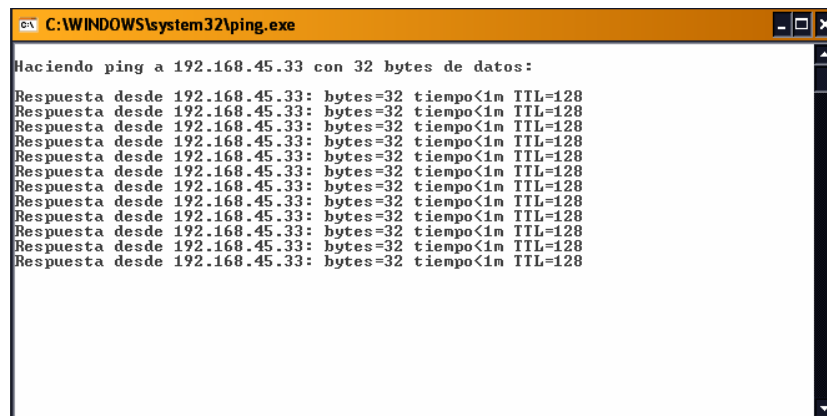 C:\WINDOWS\system32\ping.exe
Haciendo ping a 192.168.45.33 con 32 bytes de datos:
Respuesta desde 192.168.45.33: bytes=32 tiempo<1m TTL=128
Respuesta desde 192.168.45.33: bytes=32 tiempo<1m TTL=128
Respuesta desde 192.168.45.33: bytes=32 tiempo<1m TTL=128
Respuesta desde 192.168.45.33: bytes=32 tiempo<1m TTL=128
Respuesta desde 192.168.45.33: bytes=32 tiempo<1m TTL=128
Respuesta desde 192.168.45.33: bytes=32 tiempo<1m TTL=128
Respuesta desde 192.168.45.33: bytes=32 tiempo<1m TTL=128
Respuesta desde 192.168.45.33: bytes=32 tiempo<1m TTL=128
Respuesta desde 192.168.45.33: bytes=32 tiempo<1m TTL=128
Respuesta desde 192.168.45.33: bytes=32 tiempo<1m TTL=128
Respuesta desde 192.168.45.33: bytes=32 tiempo<1m TTL=128
Respuesta desde 192.168.45.33: bytes=32 tiempo<1m TTL=128